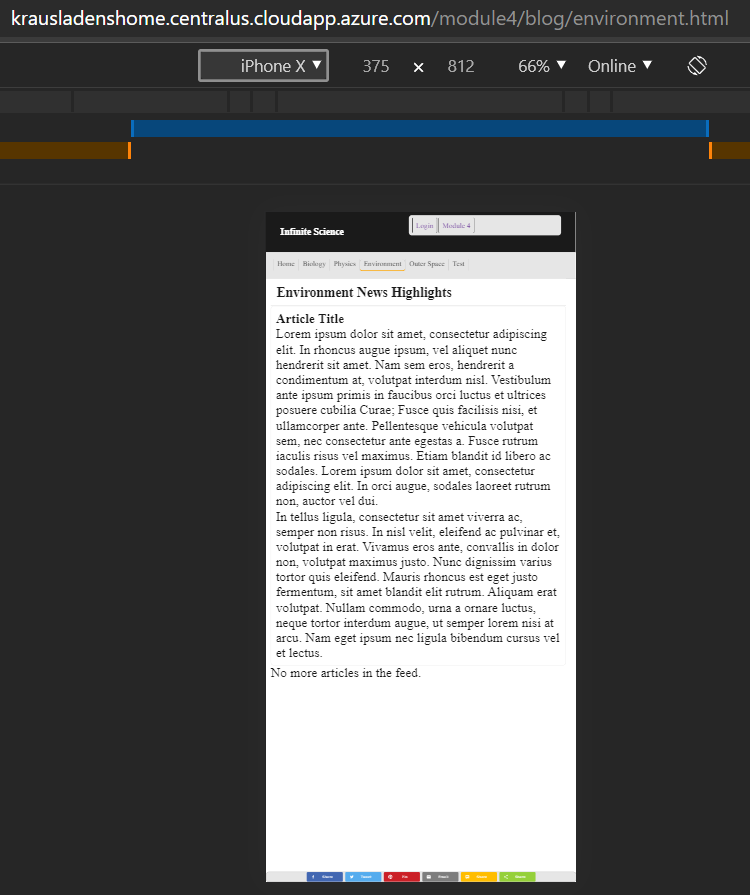 krausladenshome.centralus.cloudapp.azure.com/module4/blog/environment.html
iPhone X ▼ 375 × 812 66% ▼ Online ▼
Infinite Science
Login Module 4
Home Biology Physics Environment Outer Space Test
Environment News Highlights
Article Title
Lorem ipsum dolor sit amet, consectetur adipiscing
elit. In rhoncus augue ipsum, vel aliquet nunc
hendrerit sit amet. Nam sem eros, hendrerit a
condimentum at, volutpat interdum nisl. Vestibulum
ante ipsum primis in faucibus orci luctus et ultrices
posuere cubilia Curae; Fusce quis facilisis nisi, et
ullamcorper ante. Pellentesque vehicula volutpat
sem, nec consectetur ante egestas a. Fusce rutrum
iaculis risus vel maximus. Etiam blandit id libero ac
sodales. Lorem ipsum dolor sit amet, consectetur
adipiscing elit. In orci augue, sodales laoreet rutrum
non, auctor vel dui.
In tellus ligula, consectetur sit amet viverra ac,
semper non risus. In nisl velit, eleifend ac pulvinar et,
volutpat in erat. Vivamus eros ante, convallis in dolor
non, volutpat maximus justo. Nunc dignissim varius
tortor quis eleifend. Mauris rhoncus est eget justo
fermentum, sit amet blandit elit rutrum. Aliquam erat
volutpat. Nullam commodo, urna a ornare luctus,
neque tortor interdum augue, ut semper lorem nisi at
arcu. Nam eget ipsum nec ligula bibendum cursus vel
et lectus.
No more articles in the feed.